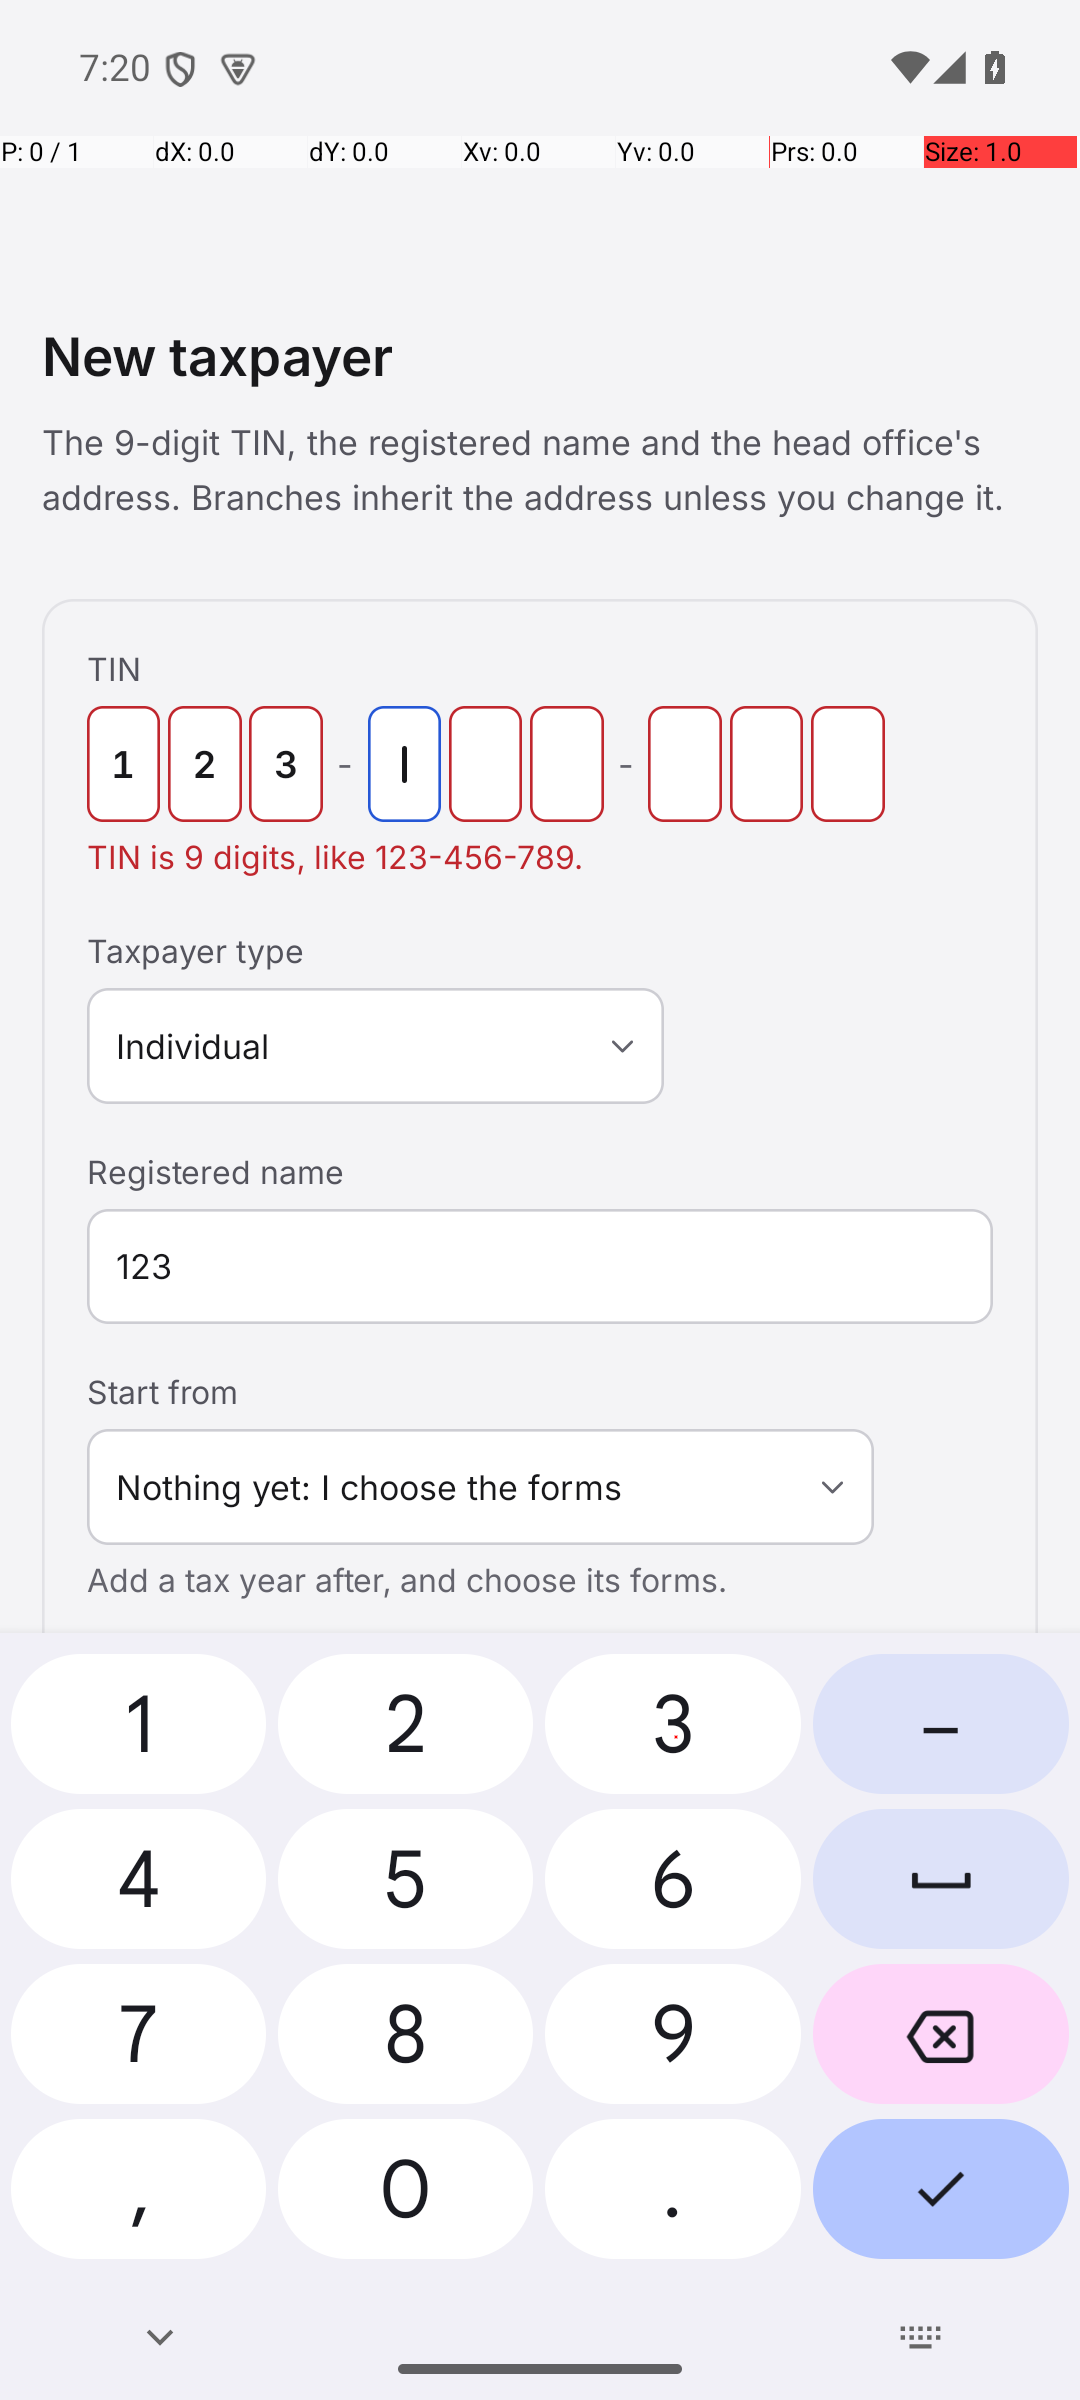 7:20
P: 0 / 1 dX: 0.0 dY: 0.0 Xv: 0.0 Yv: 0.0 Prs: 0.0 Size: 1.0
New taxpayer
The 9-digit TIN, the registered name and the head office's
address. Branches inherit the address unless you change it.
TIN
1 2 3 - -
TIN is 9 digits, like 123-456-789.
Taxpayer type
Individual
Registered name
123
Start from
Nothing yet: I choose the forms
Add a tax year after, and choose its forms.
1 2 3 –
4 5 6
7 8 9
, 0 .